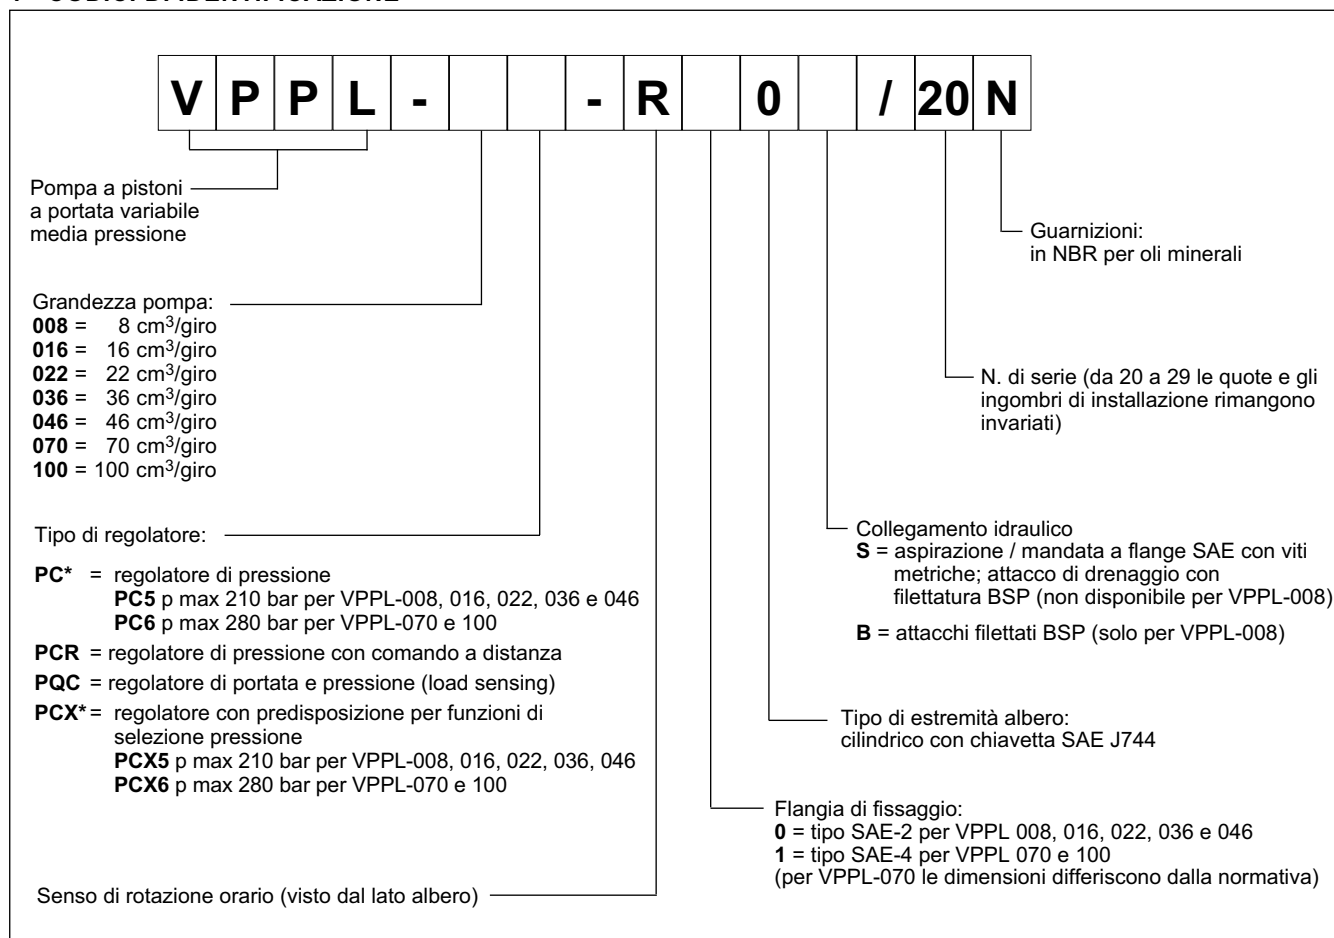 V P P L - - R 0 / 20 N
Pompa a pistoni
a portata variabile
media pressione
Guarnizioni:
in NBR per oli minerali
Grandezza pompa:
008 = 8 cm³/giro
016 = 16 cm³/giro
022 = 22 cm³/giro
036 = 36 cm³/giro
046 = 46 cm³/giro
070 = 70 cm³/giro
100 = 100 cm³/giro
N. di serie (da 20 a 29 le quote e gli
ingombri di installazione rimangono
invariati)
Tipo di regolatore:
PC* = regolatore di pressione
PC5 p max 210 bar per VPPL-008, 016, 022, 036 e 046
PC6 p max 280 bar per VPPL-070 e 100
PCR = regolatore di pressione con comando a distanza
PQC = regolatore di portata e pressione (load sensing)
PCX* = regolatore con predisposizione per funzioni di
selezione pressione
PCX5 p max 210 bar per VPPL-008, 016, 022, 036, 046
PCX6 p max 280 bar per VPPL-070 e 100
Collegamento idraulico
S = aspirazione / mandata a flange SAE con viti
metriche; attacco di drenaggio con
filettatura BSP (non disponibile per VPPL-008)
B = attacchi filettati BSP (solo per VPPL-008)
Tipo di estremità albero:
cilindrico con chiavetta SAE J744
Flangia di fissaggio:
0 = tipo SAE-2 per VPPL 008, 016, 022, 036 e 046
1 = tipo SAE-4 per VPPL 070 e 100
(per VPPL-070 le dimensioni differiscono dalla normativa)
Senso di rotazione orario (visto dal lato albero)